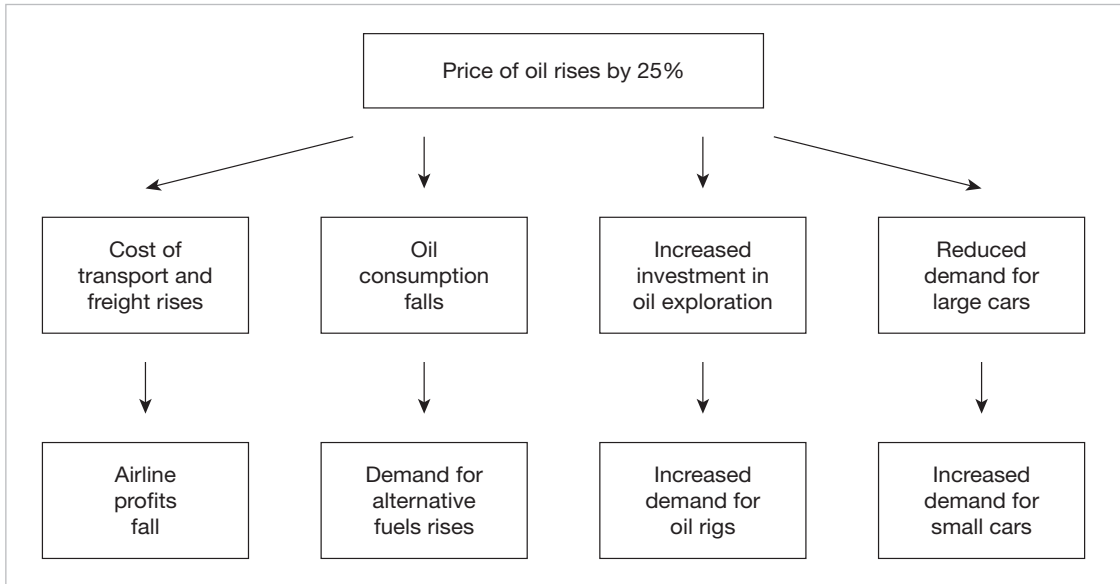 Price of oil rises by 25%
Cost of
transport and
freight rises
Oil
consumption
falls
Increased
investment in
oil exploration
Reduced
demand for
large cars
Airline
profits
fall
Demand for
alternative
fuels rises
Increased
demand for
oil rigs
Increased
demand for
small cars